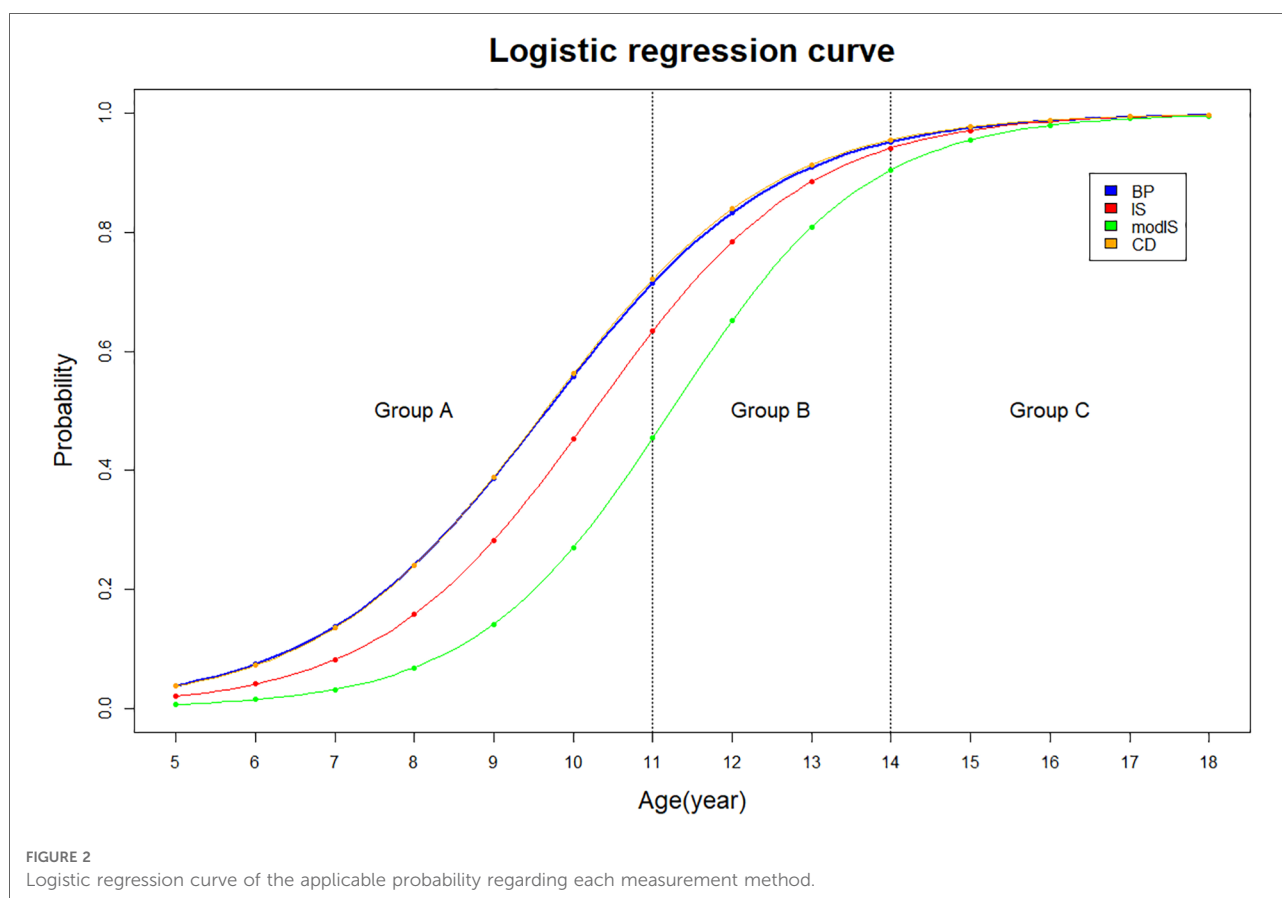 Logistic regression curve
1.0
0.8
0.6
0.4
0.2
0.0
Probability
BP
IS
modIS
CD
Group A
Group B
Group C
5 6 7 8 9 10 11 12 13 14 15 16 17 18
Age(year)
FIGURE 2
Logistic regression curve of the applicable probability regarding each measurement method.